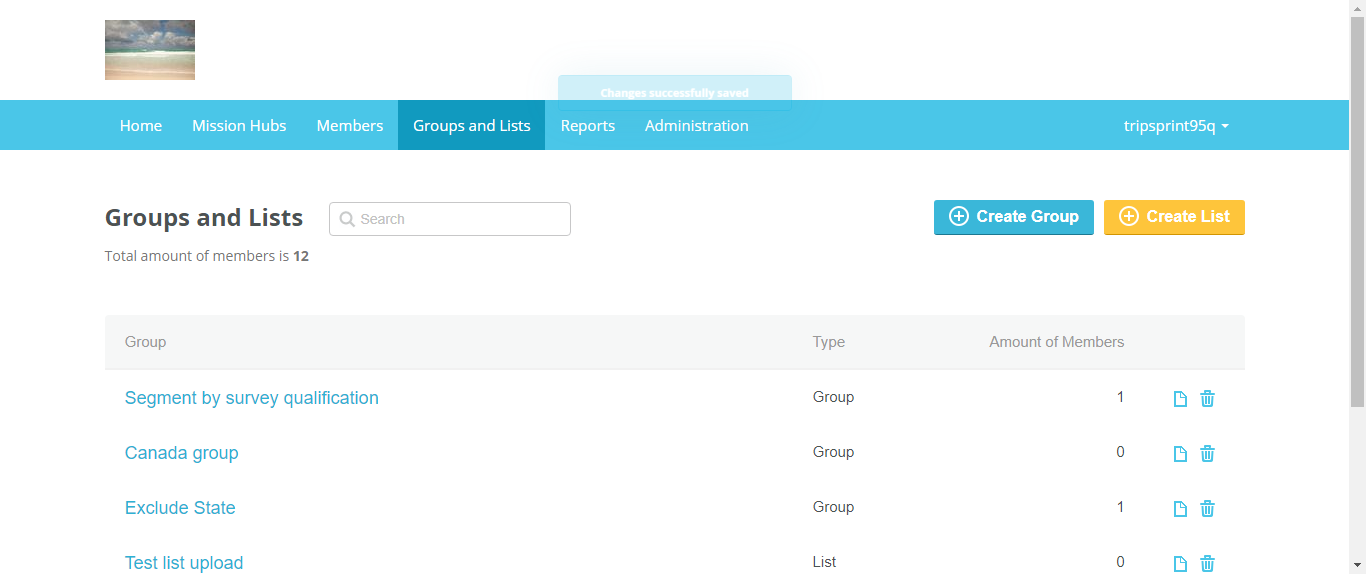 Changes successfully saved
Home Mission Hubs Members Groups and Lists Reports Administration tripsprint95q
Groups and Lists Search Create Group Create List
Total amount of members is 12
Group Type Amount of Members
Segment by survey qualification Group 1
Canada group Group 0
Exclude State Group 1
Test list upload List 0